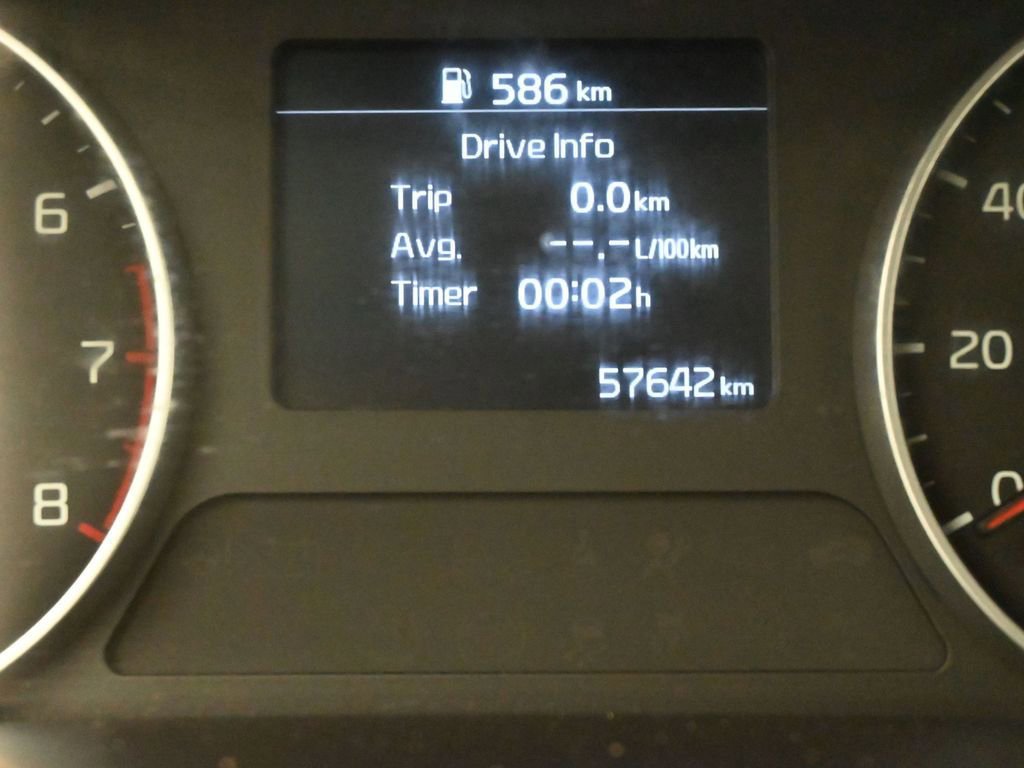 586 km
Drive Info
Trip 0.0 km
Avg. --.- L/100km
Timer 00:02 h
57642 km
6
7
8
40
20
0